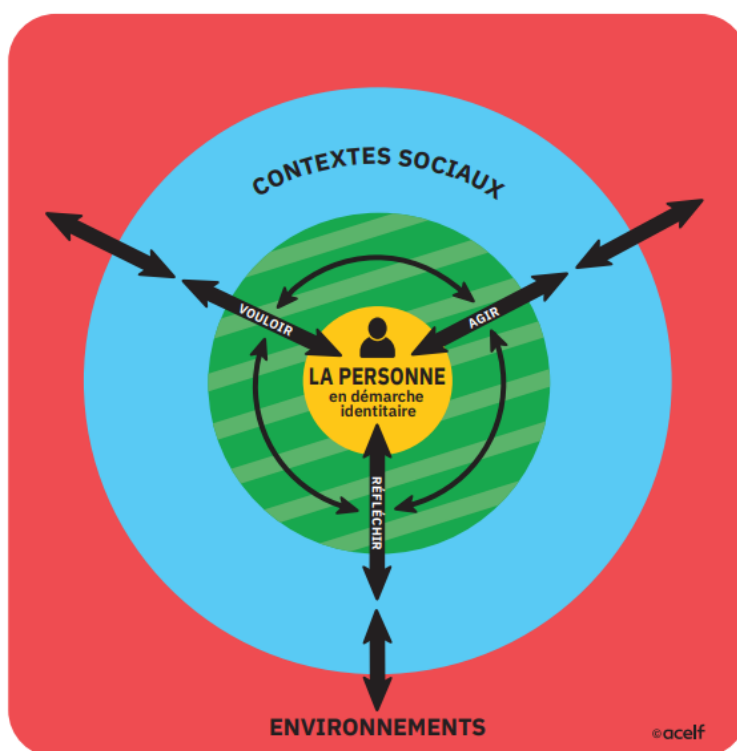 CONTEXTES SOCIAUX
VOULOIR
AGIR
LA PERSONNE
en démarche
identitaire
RÉFLÉCHIR
ENVIRONNEMENTS
©acelf